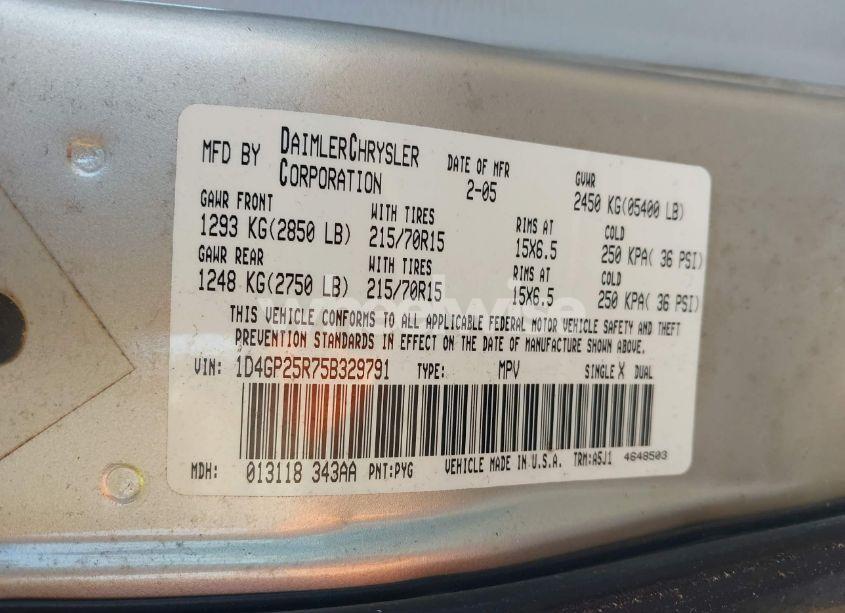 MFD BY DAIMLERCHRYSLER CORPORATION DATE OF MFR 2-05 GVWR 2450 KG(05400 LB)
GAWR FRONT WITH TIRES RIMS AT COLD
1293 KG(2850 LB) 215/70R15 15X6.5 250 KPA( 36 PSI)
GAWR REAR WITH TIRES RIMS AT COLD
1248 KG(2750 LB) 215/70R15 15X6.5 250 KPA( 36 PSI)
THIS VEHICLE CONFORMS TO ALL APPLICABLE FEDERAL MOTOR VEHICLE SAFETY AND THEFT
PREVENTION STANDARDS IN EFFECT ON THE DATE OF MANUFACTURE SHOWN ABOVE.
VIN: 1D4GP25R75B329791 TYPE: MPV SINGLE X DUAL
MDH: 013118 343AA PNT:PYG VEHICLE MADE IN U.S.A. TRM:A5J1 4648503